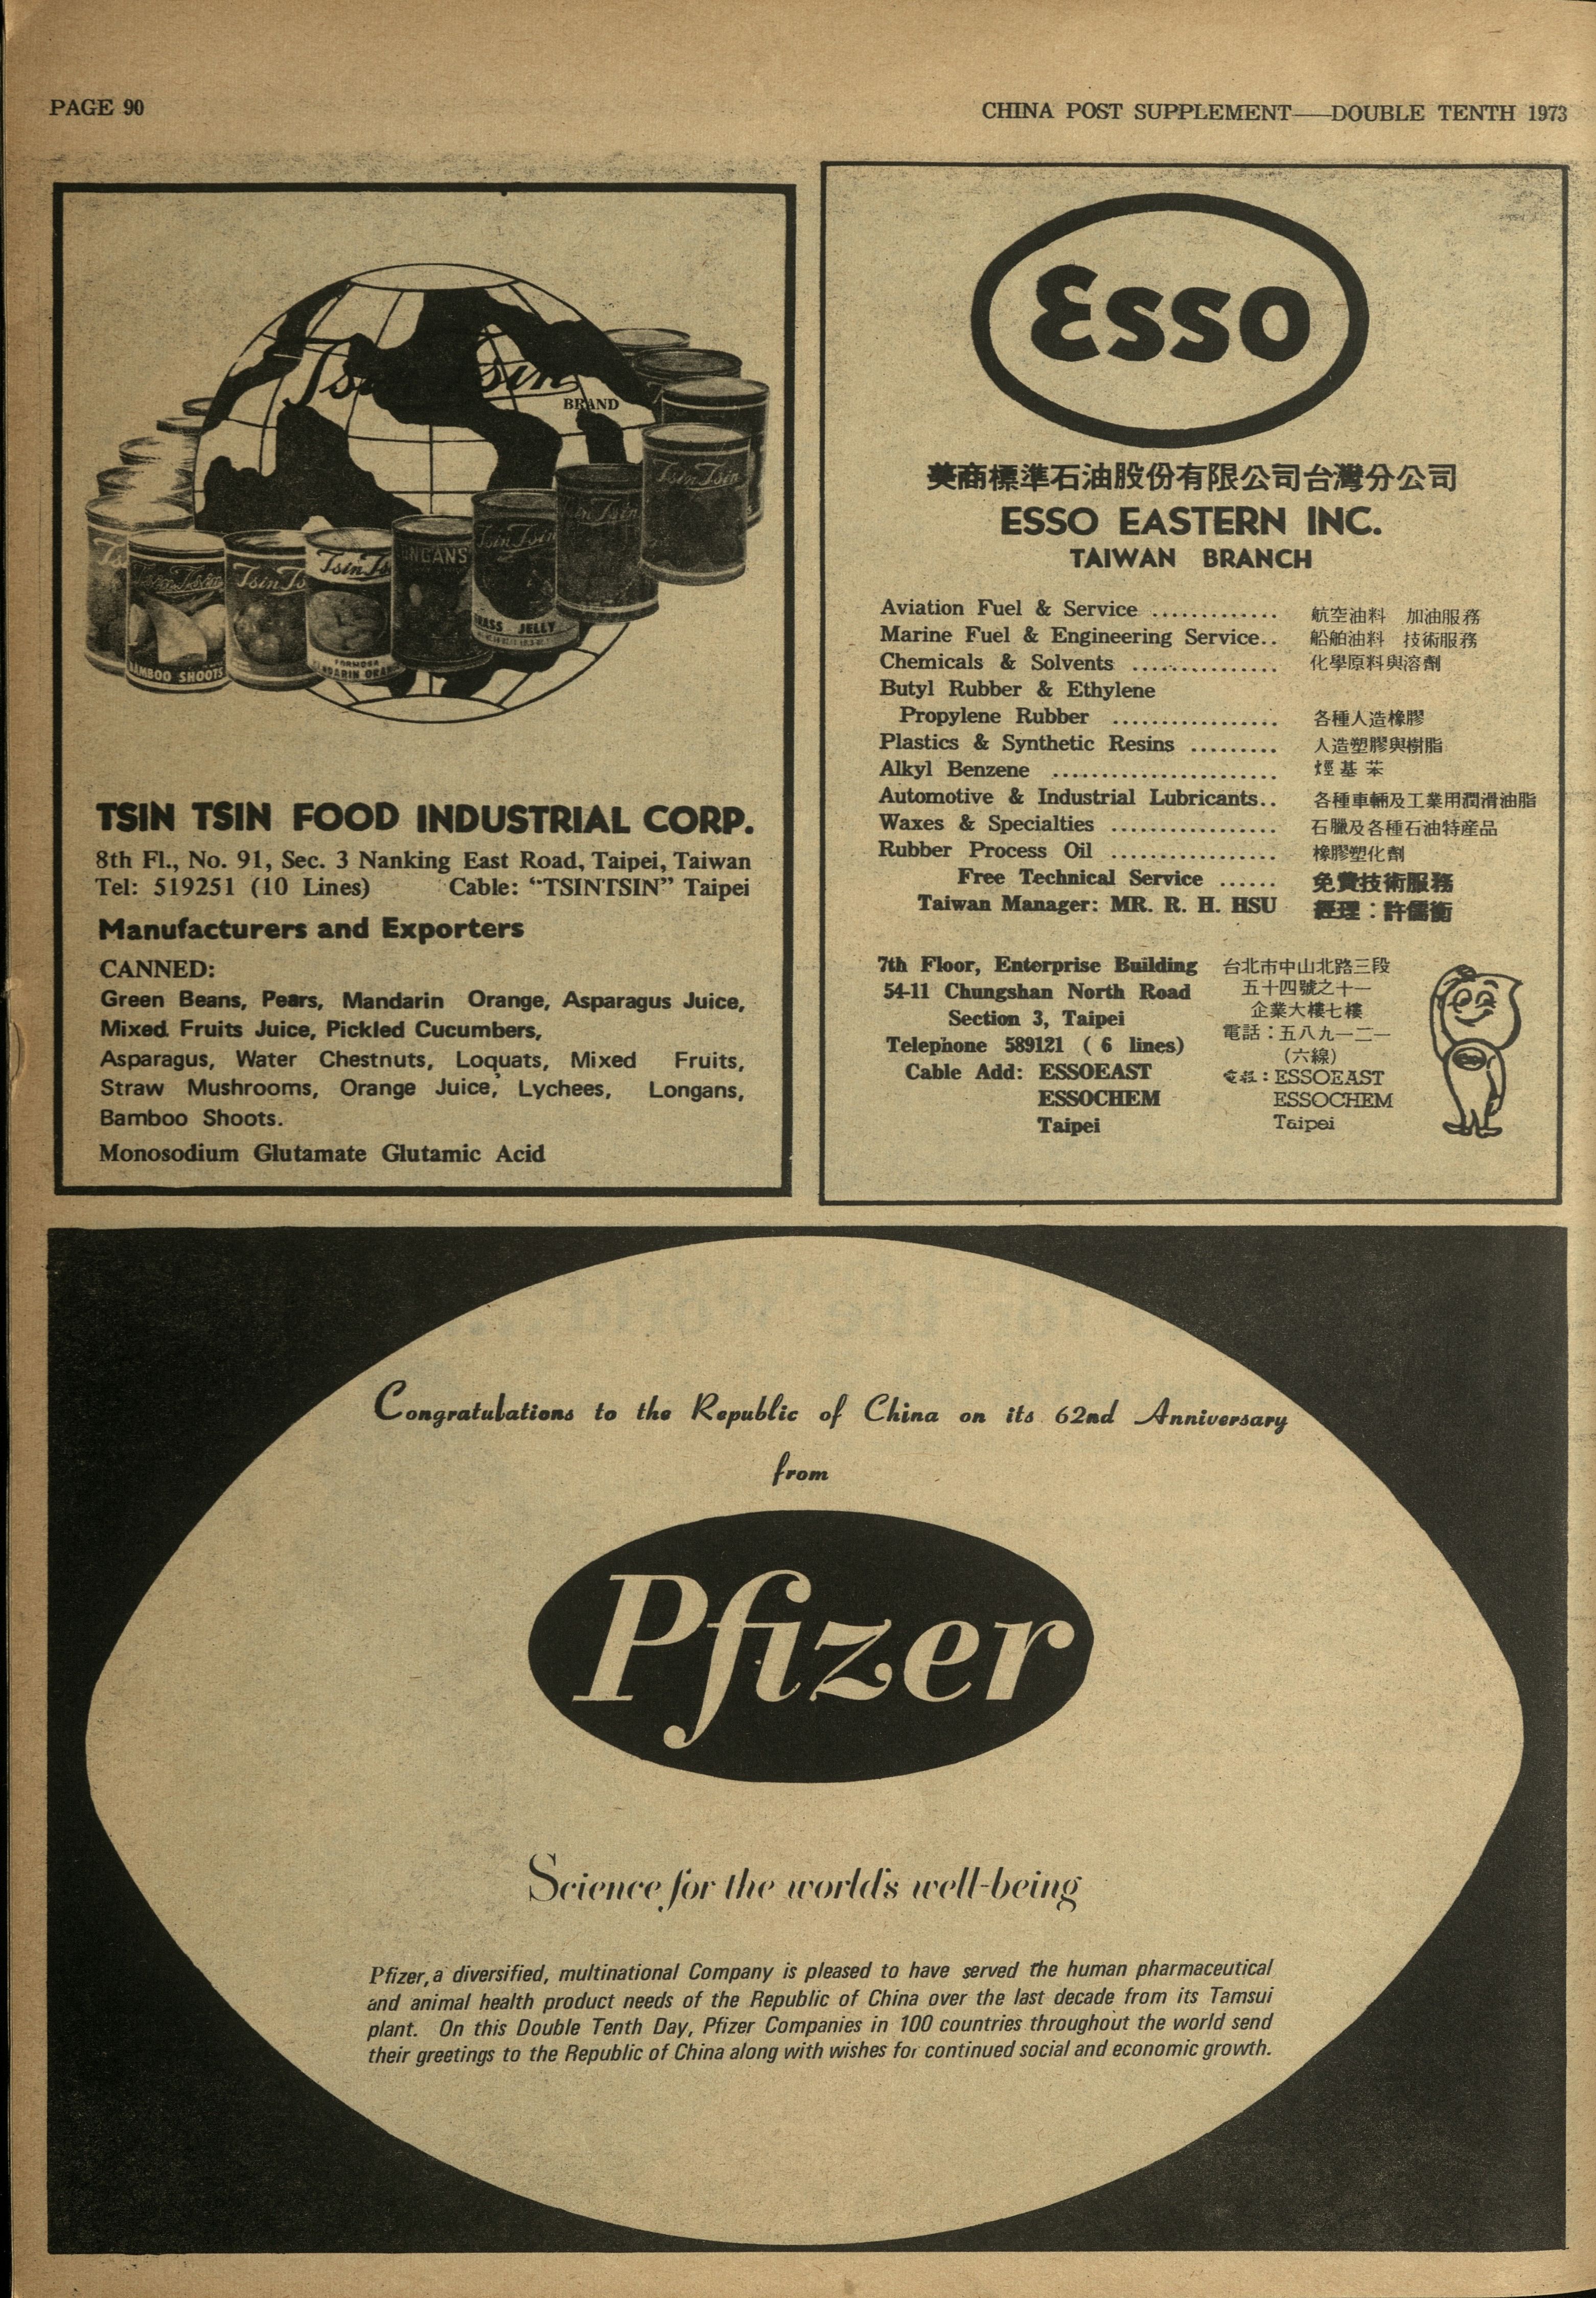 PAGE 90
CHINA POST SUPPLEMENT——DOUBLE TENTH 1973
BRAND
Tsin Tsin
BAMBOO SHOOTS
TSIN TSIN FOOD INDUSTRIAL CORP.
8th Fl., No. 91, Sec. 3 Nanking East Road, Taipei, Taiwan
Tel: 519251 (10 Lines) Cable: "TSINTSIN" Taipei
Manufacturers and Exporters
CANNED:
Green Beans, Pears, Mandarin Orange, Asparagus Juice,
Mixed Fruits Juice, Pickled Cucumbers,
Asparagus, Water Chestnuts, Loquats, Mixed Fruits,
Straw Mushrooms, Orange Juice, Lychees, Longans,
Bamboo Shoots.
Monosodium Glutamate Glutamic Acid
Esso
美商標準石油股份有限公司台灣分公司
ESSO EASTERN INC.
TAIWAN BRANCH
Aviation Fuel & Service ............. 航空油料 加油服務
Marine Fuel & Engineering Service.. 船舶油料 技術服務
Chemicals & Solvents ............... 化學原料與溶劑
Butyl Rubber & Ethylene
Propylene Rubber ................. 各種人造橡膠
Plastics & Synthetic Resins ......... 人造塑膠與樹脂
Alkyl Benzene ....................... 烴基苯
Automotive & Industrial Lubricants.. 各種車輛及工業用潤滑油脂
Waxes & Specialties ................. 石臘及各種石油特產品
Rubber Process Oil ................. 橡膠塑化劑
Free Technical Service ...... 免費技術服務
Taiwan Manager: MR. R. H. HSU 經理：許儒衡
7th Floor, Enterprise Building
54-11 Chungshan North Road
Section 3, Taipei
Telephone 589121 ( 6 lines)
Cable Add: ESSOEAST
ESSOCHEM
Taipei
台北市中山北路三段
五十四號之十一
企業大樓七樓
電話：五八九一二一
(六線)
電報：ESSOEAST
ESSOCHEM
Taipei
Congratulations to the Republic of China on its 62nd Anniversary
from
Pfizer
Science for the world's well-being
Pfizer, a diversified, multinational Company is pleased to have served the human pharmaceutical
and animal health product needs of the Republic of China over the last decade from its Tamsui
plant. On this Double Tenth Day, Pfizer Companies in 100 countries throughout the world send
their greetings to the Republic of China along with wishes for continued social and economic growth.